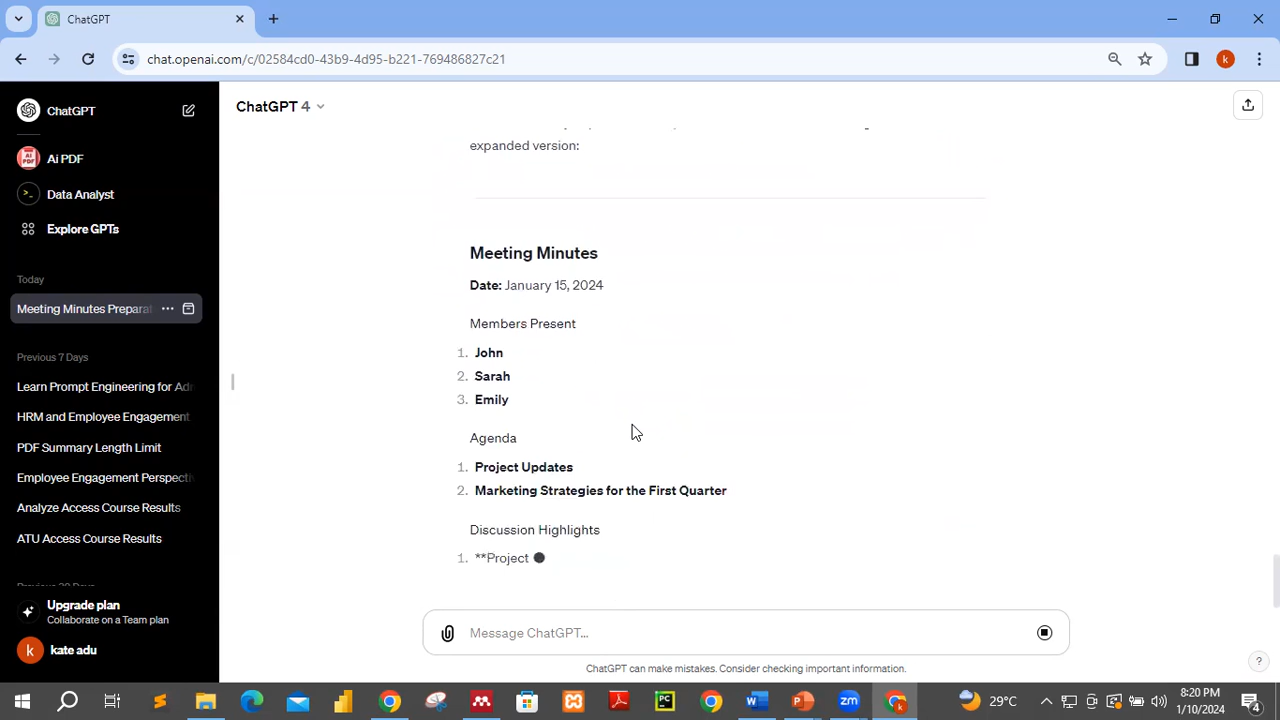 ChatGPT
chat.openai.com/c/02584cd0-43b9-4d95-b221-769486827c21
k
ChatGPT
Ai PDF
Data Analyst
Explore GPTs
Today
Meeting Minutes Preparat
Previous 7 Days
Learn Prompt Engineering for Adr
HRM and Employee Engagement
PDF Summary Length Limit
Employee Engagement Perspecti
Analyze Access Course Results
ATU Access Course Results
Upgrade plan
Collaborate on a Team plan
k kate adu
ChatGPT 4
expanded version:
Meeting Minutes
Date: January 15, 2024
Members Present
1. John
2. Sarah
3. Emily
Agenda
1. Project Updates
2. Marketing Strategies for the First Quarter
Discussion Highlights
1. **Project
Message ChatGPT...
ChatGPT can make mistakes. Consider checking important information.
?
29°C
8:20 PM
1/10/2024
4